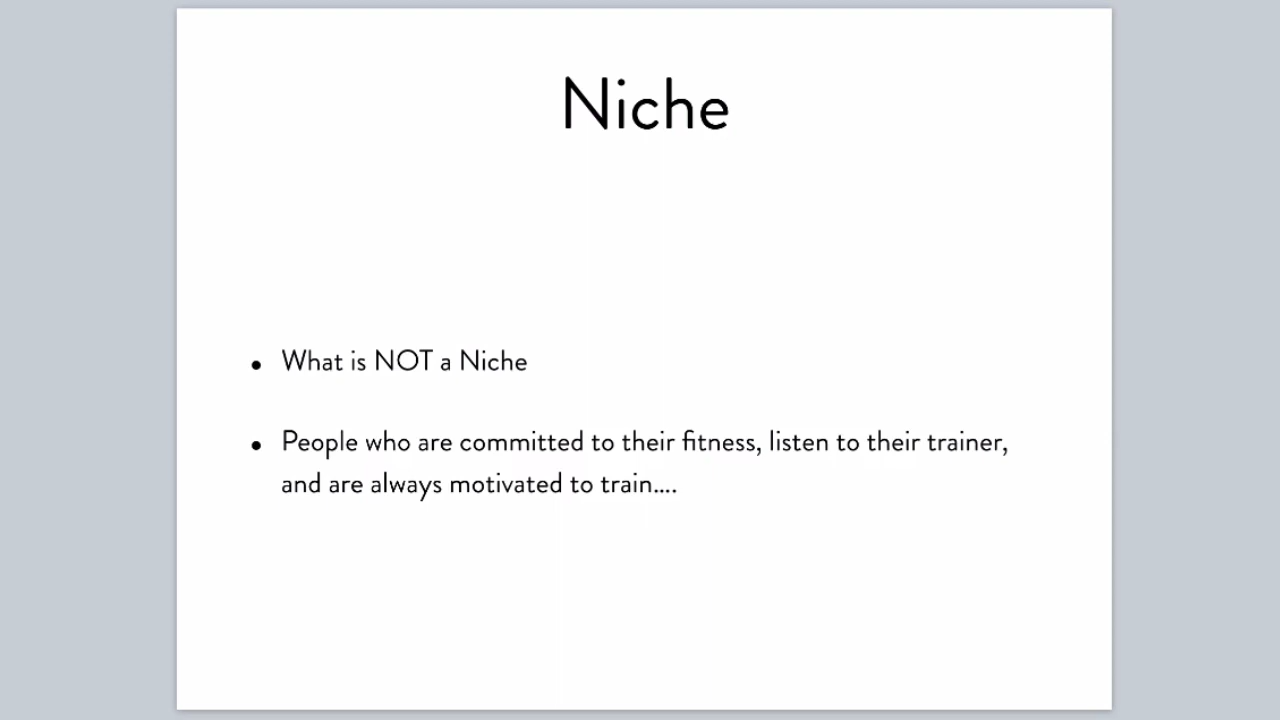 Niche
• What is NOT a Niche
• People who are committed to their fitness, listen to their trainer,
and are always motivated to train....